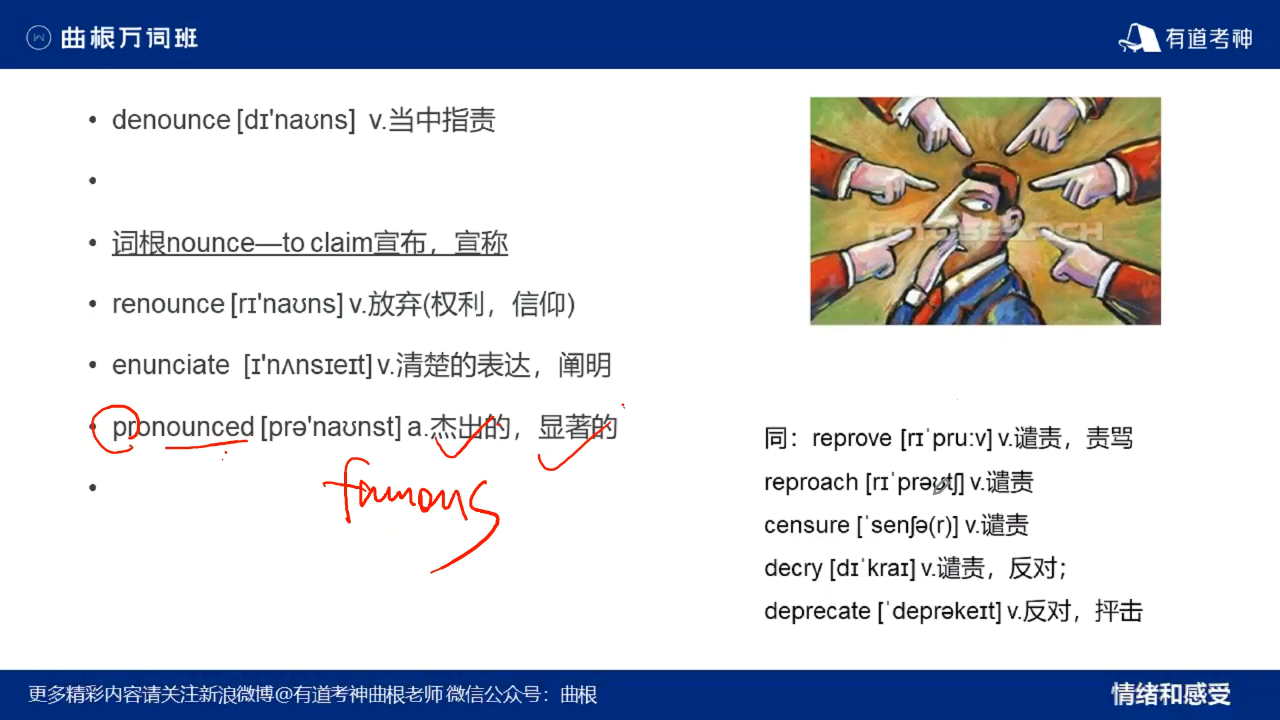 曲根万词班
有道考神
denounce [dɪ'naʊns] v.当中指责
词根nounce—to claim宣布，宣称
renounce [rɪ'naʊns] v.放弃(权利，信仰)
enunciate [ɪ'nʌnsɪeɪt] v.清楚的表达，阐明
pronounced [prə'naʊnst] a.杰出的，显著的
famous
FOTOSEARCH
同：reprove [rɪˈpruːv] v.谴责，责骂
reproach [rɪˈprəʊtʃ] v.谴责
censure [ˈsenʃə(r)] v.谴责
decry [dɪˈkraɪ] v.谴责，反对；
deprecate [ˈdeprəkeɪt] v.反对，抨击
更多精彩内容请关注新浪微博@有道考神曲根老师 微信公众号：曲根
情绪和感受